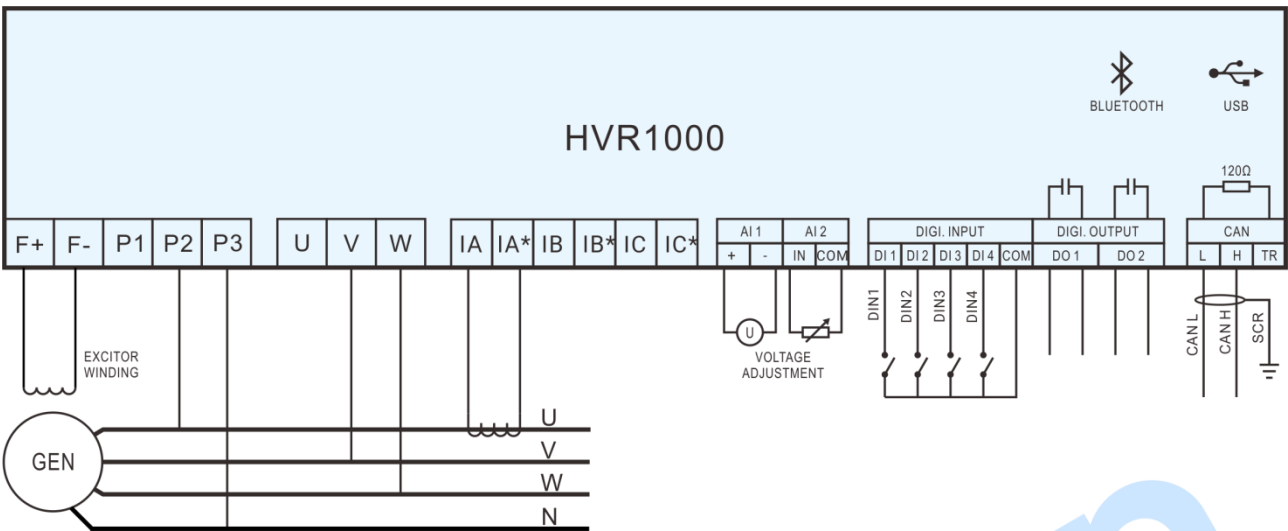 BLUETOOTH
USB
HVR1000
120Ω
F+ F- P1 P2 P3 U V W IA IA* IB IB* IC IC*
AI 1 AI 2 DIGI. INPUT DIGI. OUTPUT CAN
+ - IN COM DI 1 DI 2 DI 3 DI 4 COM DO 1 DO 2 L H TR
DIN1
DIN2
DIN3
DIN4
CAN L
CAN H
SCR
U
VOLTAGE
ADJUSTMENT
EXCITOR
WINDING
GEN
U
V
W
N